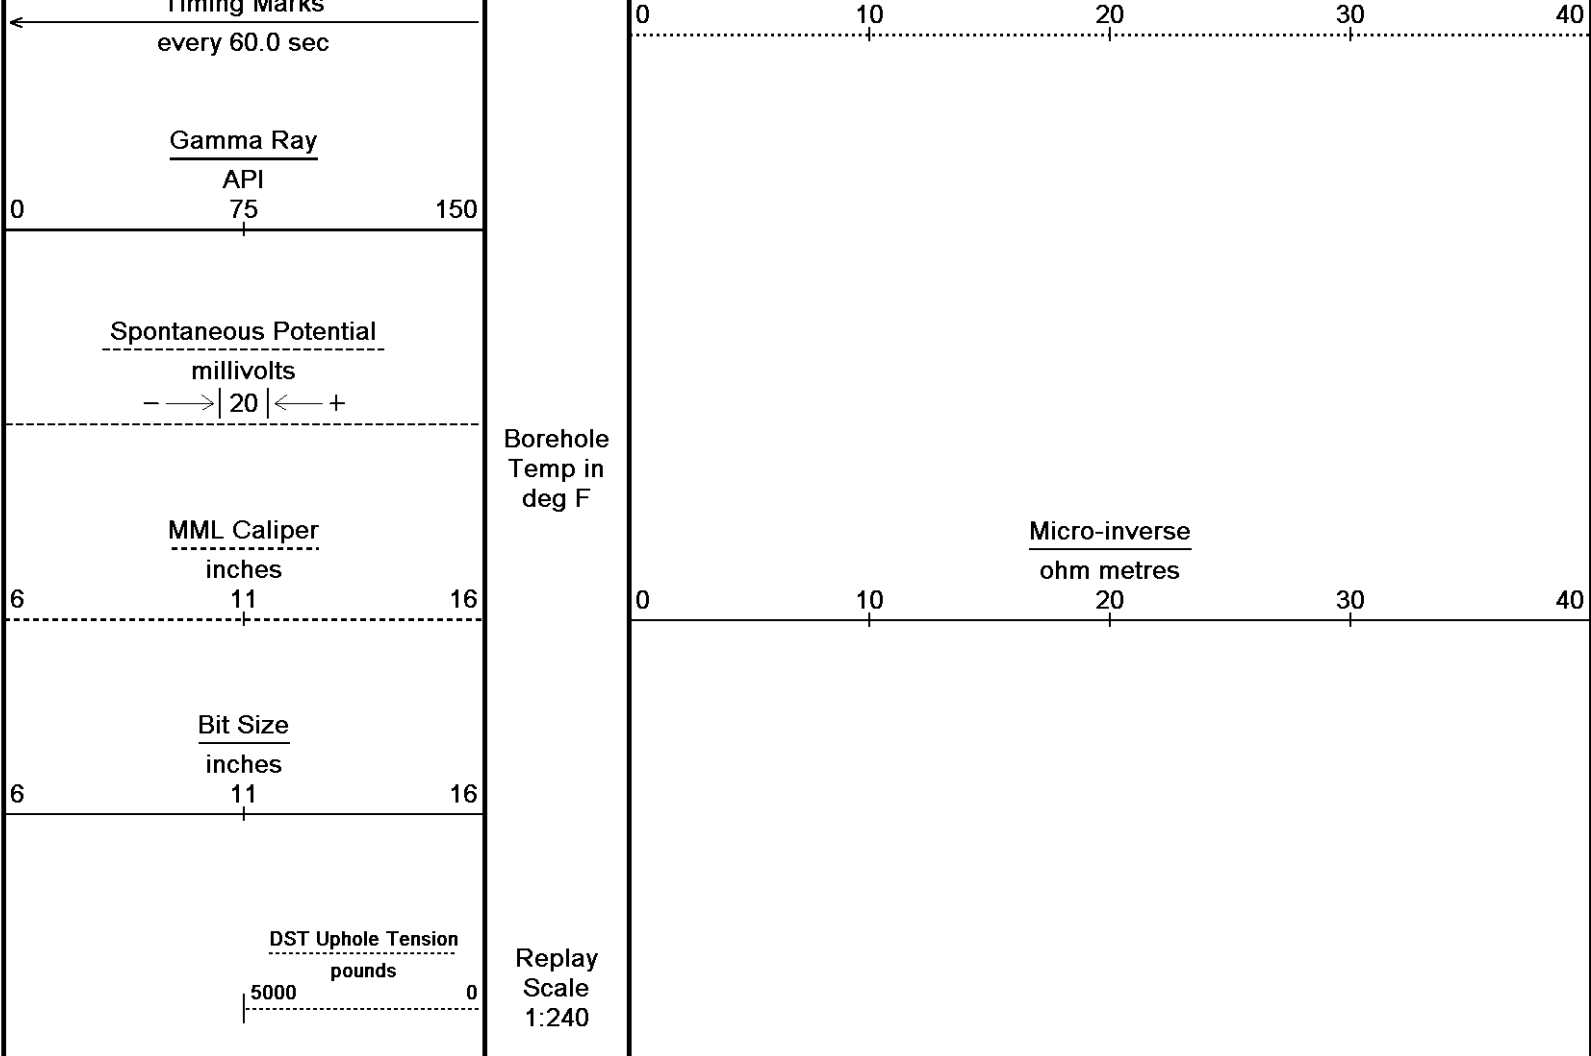 Timing Marks
every 60.0 sec
Gamma Ray
API
0 75 150
Spontaneous Potential
millivolts
− 20 +
MML Caliper
inches
6 11 16
Bit Size
inches
6 11 16
DST Uphole Tension
pounds
5000 0
Borehole
Temp in
deg F
Replay
Scale
1:240
0 10 20 30 40
Micro-inverse
ohm metres
0 10 20 30 40